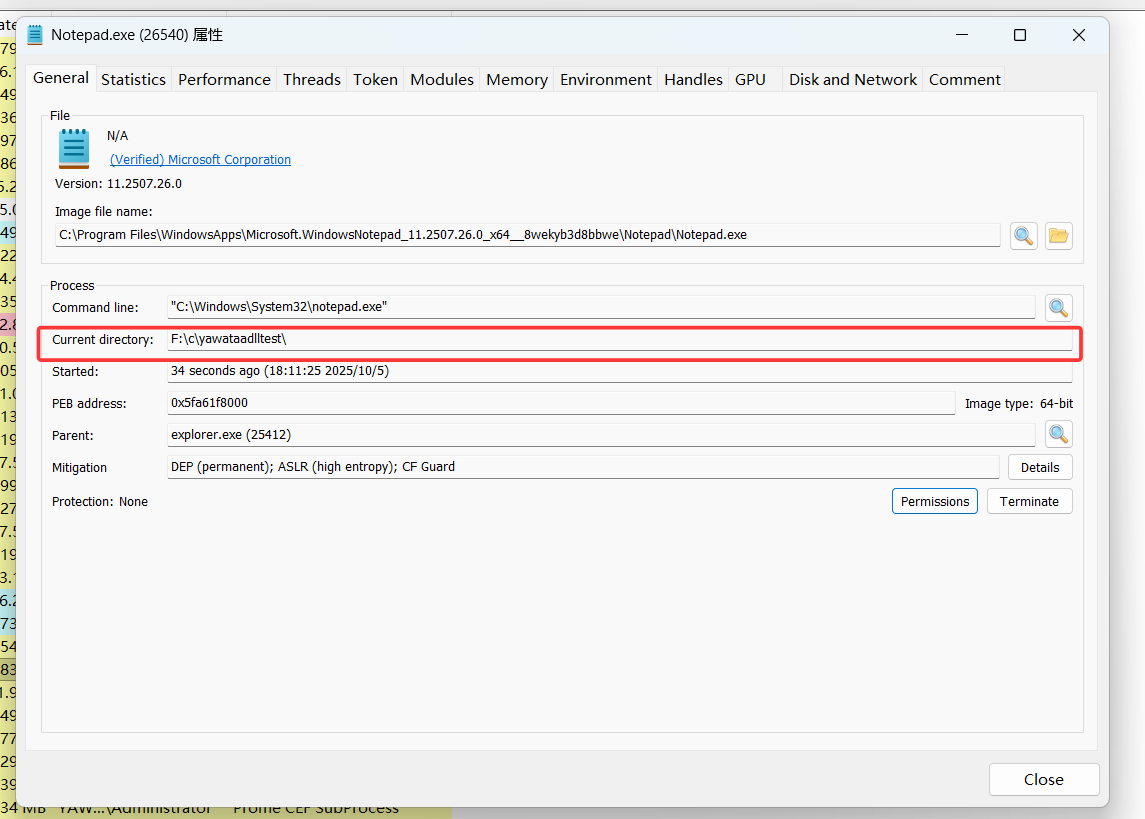 Notepad.exe (26540) 属性
General Statistics Performance Threads Token Modules Memory Environment Handles GPU Disk and Network Comment
File
N/A
(Verified) Microsoft Corporation
Version: 11.2507.26.0
Image file name:
C:\Program Files\WindowsApps\Microsoft.WindowsNotepad_11.2507.26.0_x64__8wekyb3d8bbwe\Notepad\Notepad.exe
Process
Command line: "C:\Windows\System32\notepad.exe"
Current directory: F:\c\yawataadlltest\
Started: 34 seconds ago (18:11:25 2025/10/5)
PEB address: 0x5fa61f8000 Image type: 64-bit
Parent: explorer.exe (25412)
Mitigation DEP (permanent); ASLR (high entropy); CF Guard Details
Protection: None Permissions Terminate
Close
34 MB YAW...\Administrator Prome CEF SubProcess